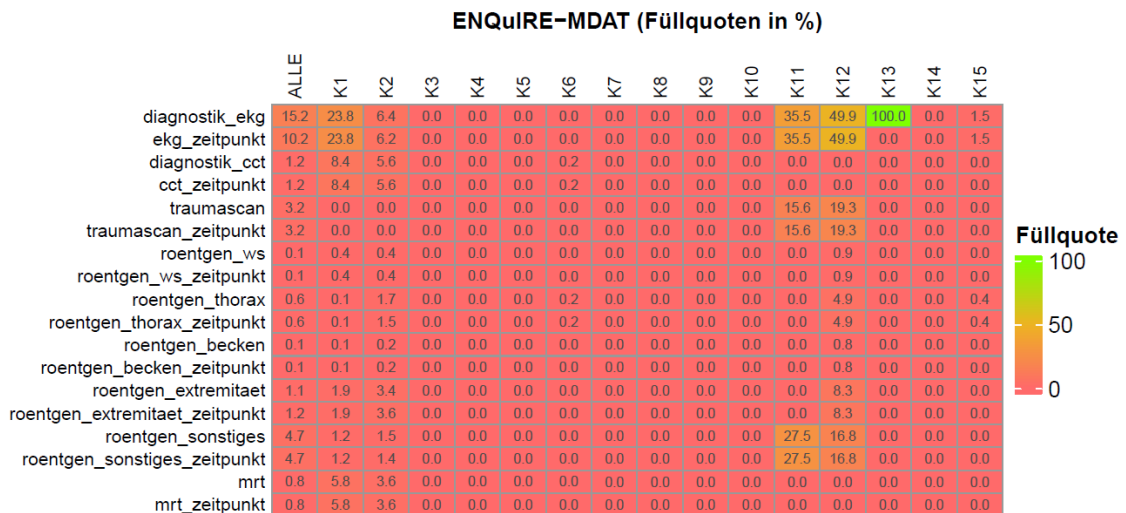 ENQuIRE−MDAT (Füllquoten in %)
ALLE K1 K2 K3 K4 K5 K6 K7 K8 K9 K10 K11 K12 K13 K14 K15
diagnostik_ekg 15.2 23.8 6.4 0.0 0.0 0.0 0.0 0.0 0.0 0.0 0.0 35.5 49.9 100.0 0.0 1.5
ekg_zeitpunkt 10.2 23.8 6.2 0.0 0.0 0.0 0.0 0.0 0.0 0.0 0.0 35.5 49.9 0.0 0.0 1.5
diagnostik_cct 1.2 8.4 5.6 0.0 0.0 0.0 0.2 0.0 0.0 0.0 0.0 0.0 0.0 0.0 0.0 0.0
cct_zeitpunkt 1.2 8.4 5.6 0.0 0.0 0.0 0.2 0.0 0.0 0.0 0.0 0.0 0.0 0.0 0.0 0.0
traumascan 3.2 0.0 0.0 0.0 0.0 0.0 0.0 0.0 0.0 0.0 0.0 15.6 19.3 0.0 0.0 0.0
traumascan_zeitpunkt 3.2 0.0 0.0 0.0 0.0 0.0 0.0 0.0 0.0 0.0 0.0 15.6 19.3 0.0 0.0 0.0
roentgen_ws 0.1 0.4 0.4 0.0 0.0 0.0 0.0 0.0 0.0 0.0 0.0 0.0 0.9 0.0 0.0 0.0
roentgen_ws_zeitpunkt 0.1 0.4 0.4 0.0 0.0 0.0 0.0 0.0 0.0 0.0 0.0 0.0 0.9 0.0 0.0 0.0
roentgen_thorax 0.6 0.1 1.7 0.0 0.0 0.0 0.2 0.0 0.0 0.0 0.0 0.0 4.9 0.0 0.0 0.4
roentgen_thorax_zeitpunkt 0.6 0.1 1.5 0.0 0.0 0.0 0.2 0.0 0.0 0.0 0.0 0.0 4.9 0.0 0.0 0.4
roentgen_becken 0.1 0.1 0.2 0.0 0.0 0.0 0.0 0.0 0.0 0.0 0.0 0.0 0.8 0.0 0.0 0.0
roentgen_becken_zeitpunkt 0.1 0.1 0.2 0.0 0.0 0.0 0.0 0.0 0.0 0.0 0.0 0.0 0.8 0.0 0.0 0.0
roentgen_extremitaet 1.1 1.9 3.4 0.0 0.0 0.0 0.0 0.0 0.0 0.0 0.0 0.0 8.3 0.0 0.0 0.0
roentgen_extremitaet_zeitpunkt 1.2 1.9 3.6 0.0 0.0 0.0 0.0 0.0 0.0 0.0 0.0 0.0 8.3 0.0 0.0 0.0
roentgen_sonstiges 4.7 1.2 1.5 0.0 0.0 0.0 0.0 0.0 0.0 0.0 0.0 27.5 16.8 0.0 0.0 0.0
roentgen_sonstiges_zeitpunkt 4.7 1.2 1.4 0.0 0.0 0.0 0.0 0.0 0.0 0.0 0.0 27.5 16.8 0.0 0.0 0.0
mrt 0.8 5.8 3.6 0.0 0.0 0.0 0.0 0.0 0.0 0.0 0.0 0.0 0.0 0.0 0.0 0.0
mrt_zeitpunkt 0.8 5.8 3.6 0.0 0.0 0.0 0.0 0.0 0.0 0.0 0.0 0.0 0.0 0.0 0.0 0.0
Füllquote
100
50
0